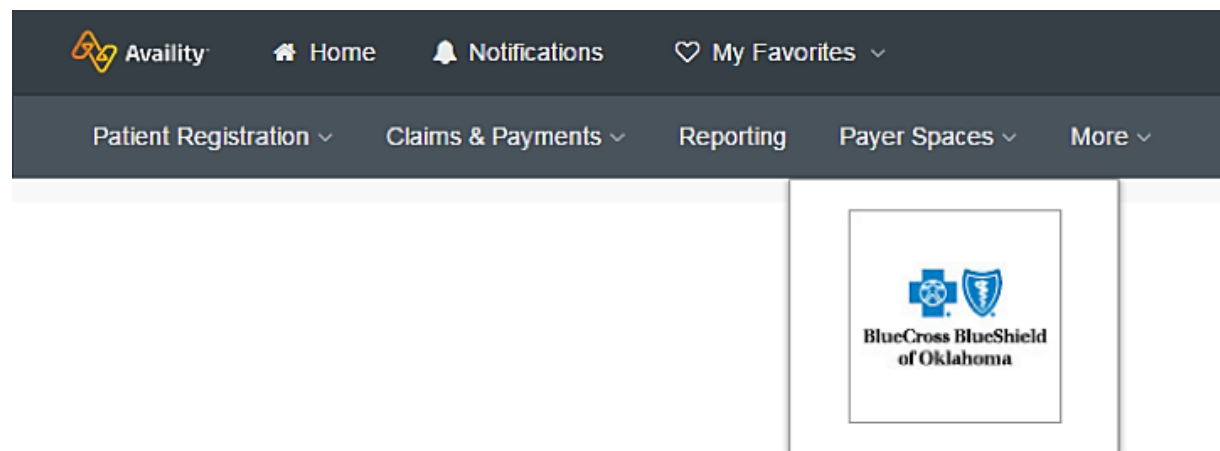 Availity Home Notifications My Favorites
Patient Registration Claims & Payments Reporting Payer Spaces More
BlueCross BlueShield
of Oklahoma